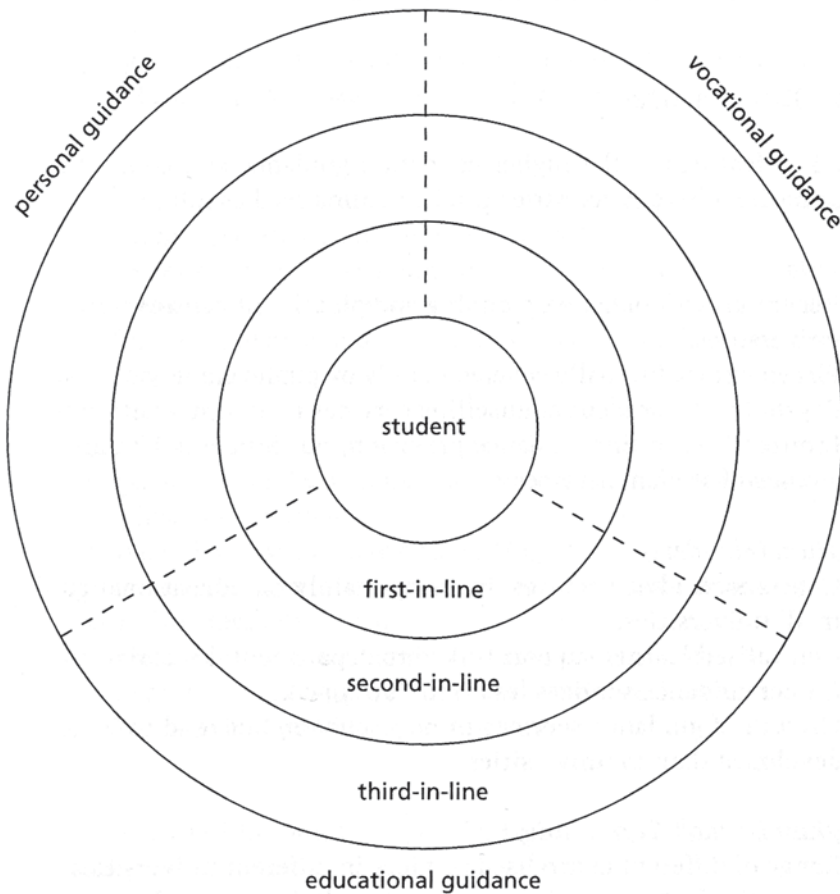 personal guidance
vocational guidance
student
first-in-line
second-in-line
third-in-line
educational guidance